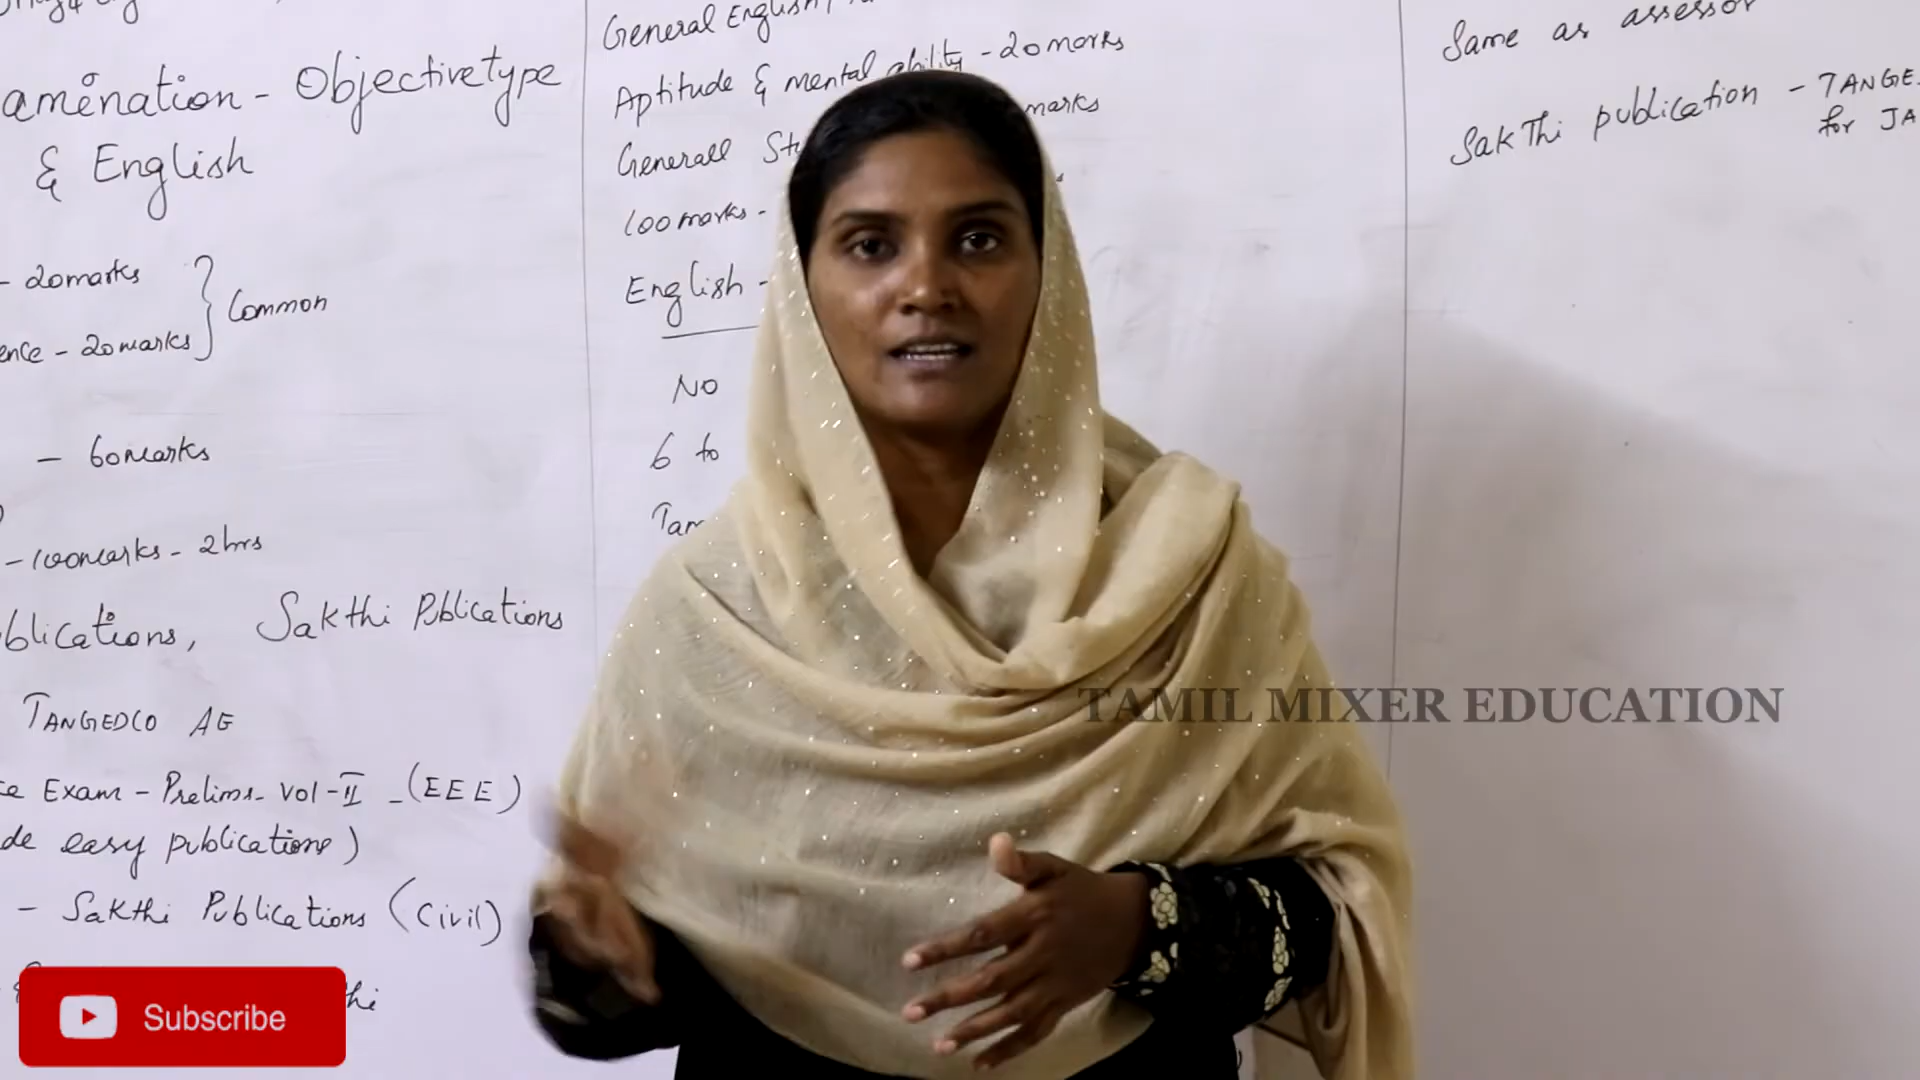 amination - Objective type
& English
- 20 marks
ence - 20 marks
Common
- 60 marks
- 100 marks - 2 hrs
blications, Sakthi Publications
TANGEDCO AE
ce Exam - Prelims - Vol - II - (EEE)
de easy publications)
- Sakthi Publications (Civil)
General English,
Aptitude & mental ability - 20 marks
Generall St marks
100 marks -
English -
No
6 to
Tam
Same as assessor
Sakthi publication - TANGE
for JA
TAMIL MIXER EDUCATION
Subscribe